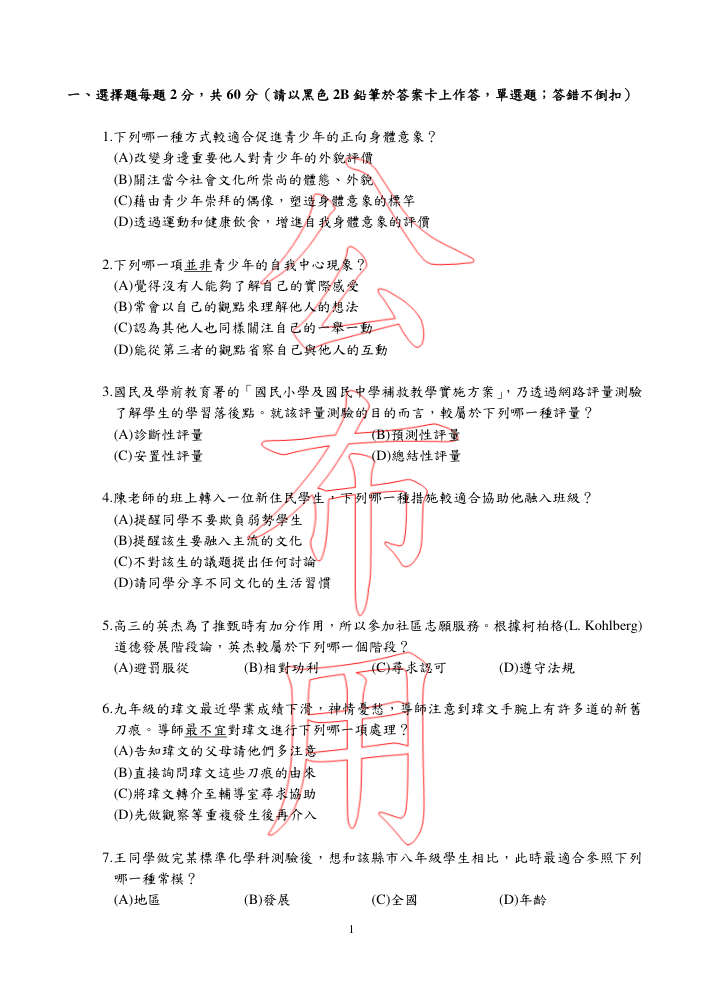 一、選擇題每題 2 分，共 60 分（請以黑色 2B 鉛筆於答案卡上作答，單選題；答錯不倒扣）
1.下列哪一種方式較適合促進青少年的正向身體意象？
(A)改變身邊重要他人對青少年的外貌評價
(B)關注當今社會文化所崇尚的體態、外貌
(C)藉由青少年崇拜的偶像，塑造身體意象的標竿
(D)透過運動和健康飲食，增進自我身體意象的評價
2.下列哪一項並非青少年的自我中心現象？
(A)覺得沒有人能夠了解自己的實際感受
(B)常會以自己的觀點來理解他人的想法
(C)認為其他人也同樣關注自己的一舉一動
(D)能從第三者的觀點省察自己與他人的互動
3.國民及學前教育署的「國民小學及國民中學補救教學實施方案」，乃透過網路評量測驗
了解學生的學習落後點。就該評量測驗的目的而言，較屬於下列哪一種評量？
(A)診斷性評量 (B)預測性評量
(C)安置性評量 (D)總結性評量
4.陳老師的班上轉入一位新住民學生，下列哪一種措施較適合協助他融入班級？
(A)提醒同學不要欺負弱勢學生
(B)提醒該生要融入主流的文化
(C)不對該生的議題提出任何討論
(D)請同學分享不同文化的生活習慣
5.高三的英杰為了推甄時有加分作用，所以參加社區志願服務。根據柯柏格(L. Kohlberg)
道德發展階段論，英杰較屬於下列哪一個階段？
(A)避罰服從 (B)相對功利 (C)尋求認可 (D)遵守法規
6.九年級的瑋文最近學業成績下滑，神情憂愁，導師注意到瑋文手腕上有許多道的新舊
刀痕。導師最不宜對瑋文進行下列哪一項處理？
(A)告知瑋文的父母請他們多注意
(B)直接詢問瑋文這些刀痕的由來
(C)將瑋文轉介至輔導室尋求協助
(D)先做觀察等重複發生後再介入
7.王同學做完某標準化學科測驗後，想和該縣市八年級學生相比，此時最適合參照下列
哪一種常模？
(A)地區 (B)發展 (C)全國 (D)年齡
1
公布用